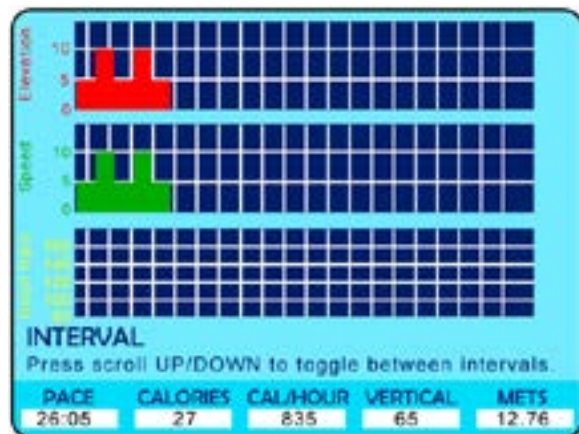 Elevation
10
5
0
Speed
10
5
0
INTERVAL
Press scroll UP/DOWN to toggle between intervals.
PACE CALORIES CAL/HOUR VERTICAL METS
26:05 27 835 65 12.76